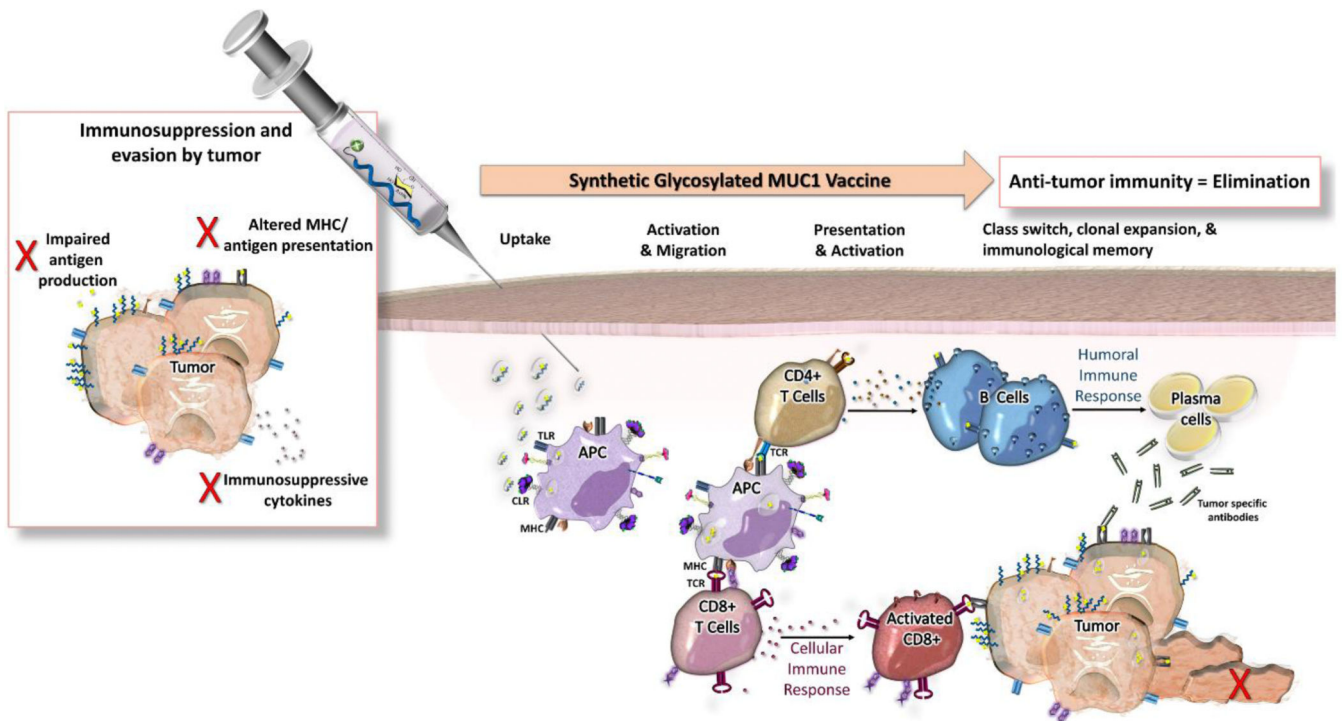 Immunosuppression and
evasion by tumor
Altered MHC/
antigen presentation
Impaired
antigen
production
Tumor
Immunosuppressive
cytokines
Synthetic Glycosylated MUC1 Vaccine
Anti-tumor immunity = Elimination
Uptake
Activation
& Migration
Presentation
& Activation
Class switch, clonal expansion, &
immunological memory
TLR
APC
CLR
MHC
CD4+
T Cells
TCR
APC
MHC
TCR
CD8+
T Cells
B Cells
Humoral
Immune
Response
Plasma
cells
Tumor specific
antibodies
Cellular
Immune
Response
Activated
CD8+
Tumor